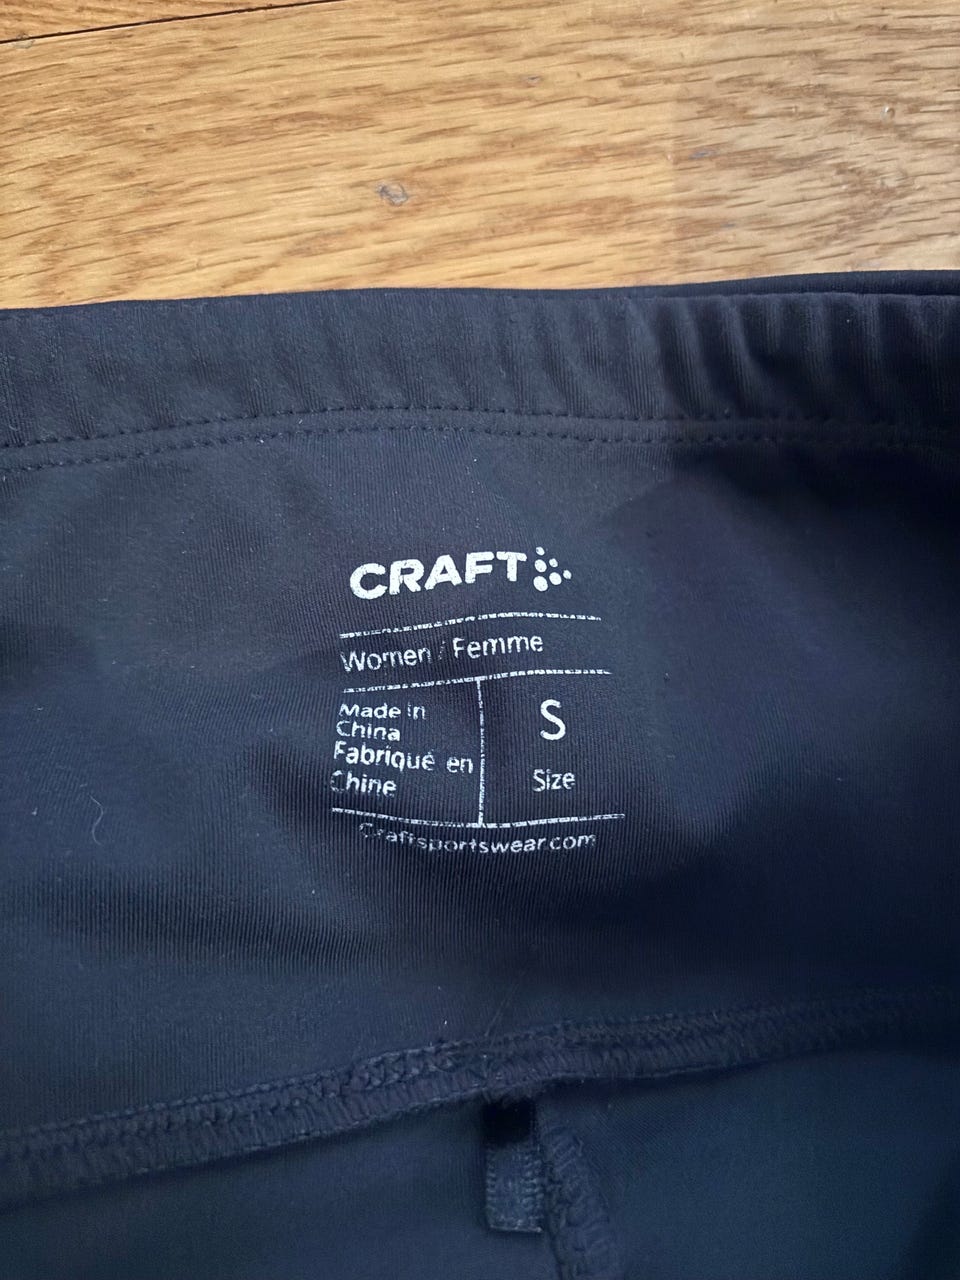 CRAFT
Women / Femme
Made in
China
Fabriqué en
Chine
S
Size
Craftsportswear.com